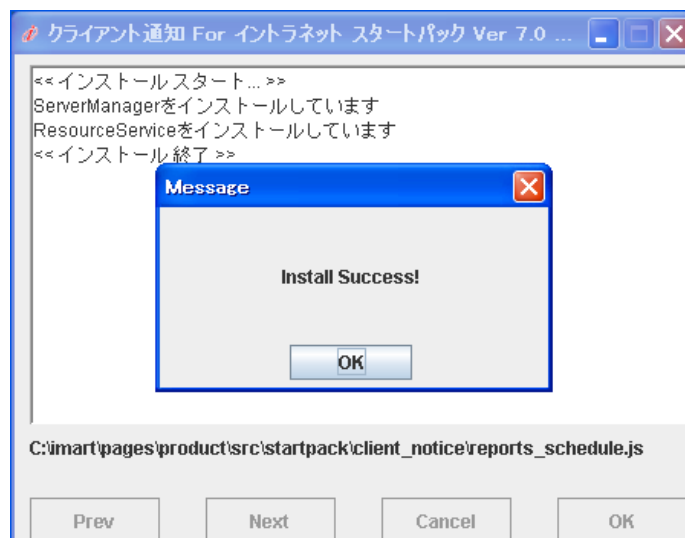 クライアント通知 For イントラネット スタートパック Ver 7.0 ...
<<インストール スタート... >>
ServerManagerをインストールしています
ResourceServiceをインストールしています
<<インストール 終了 >>
Message
Install Success!
OK
C:\imart\pages\product\src\startpack\client_notice\reports_schedule.js
Prev
Next
Cancel
OK